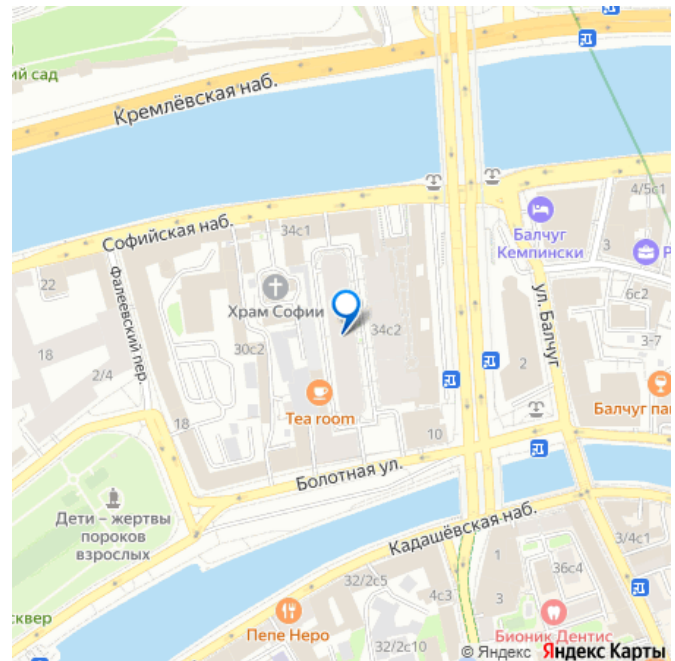 ий сад
Кремлёвская наб.
4/5с1
Софийская наб.
34с1
Балчуг
Кемпински
3
Р
22
Фалеевский пер.
Храм Софии
ул. Балчуг
6с2
34с2
30с2
3-7
18
2/4
2
Tea room
Балчуг пан
18
10
Болотная ул.
Дети – жертвы
пороков
взрослых
Кадашёвская наб.
3/4с1
1
36с4
32/2с5
4с3
3
сквер
Пепе Неро
Бионик Дентис
32/2с10
© Яндекс Яндекс Карты